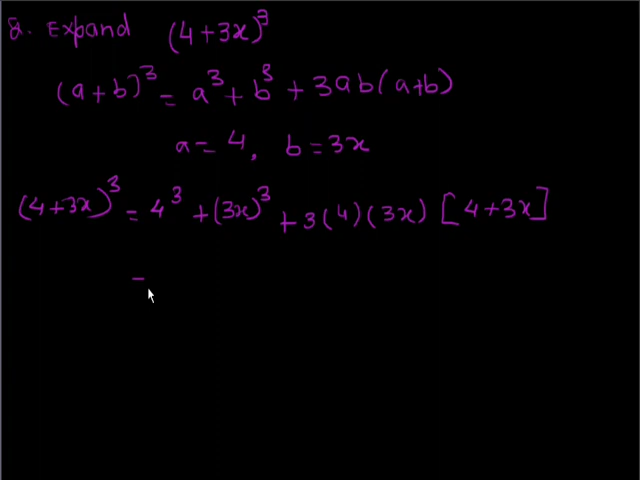 Q. Expand (4+3x)³
(a+b)³ = a³ + b³ + 3ab(a+b)
a = 4, b = 3x
(4+3x)³ = 4³ + (3x)³ + 3(4)(3x) [4+3x]
=